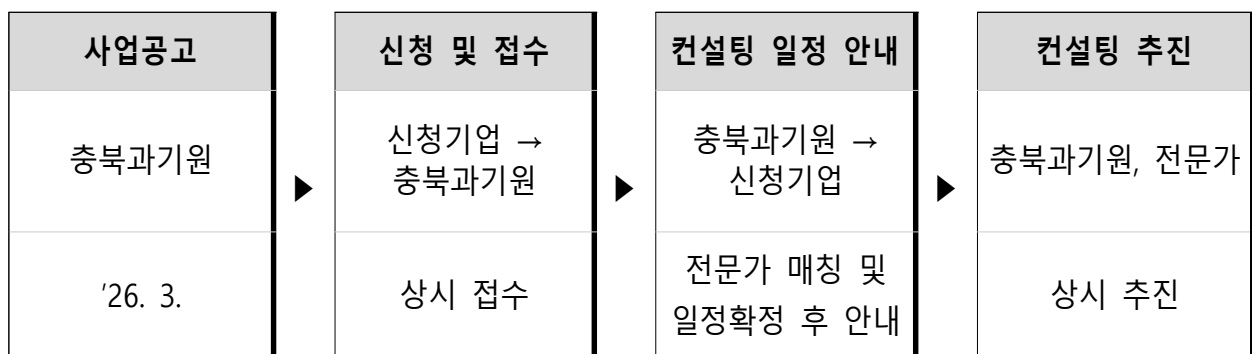 사업공고
충북과기원
'26. 3.
▶
신청 및 접수
신청기업 →
충북과기원
상시 접수
▶
컨설팅 일정 안내
충북과기원 →
신청기업
전문가 매칭 및
일정확정 후 안내
▶
컨설팅 추진
충북과기원, 전문가
상시 추진